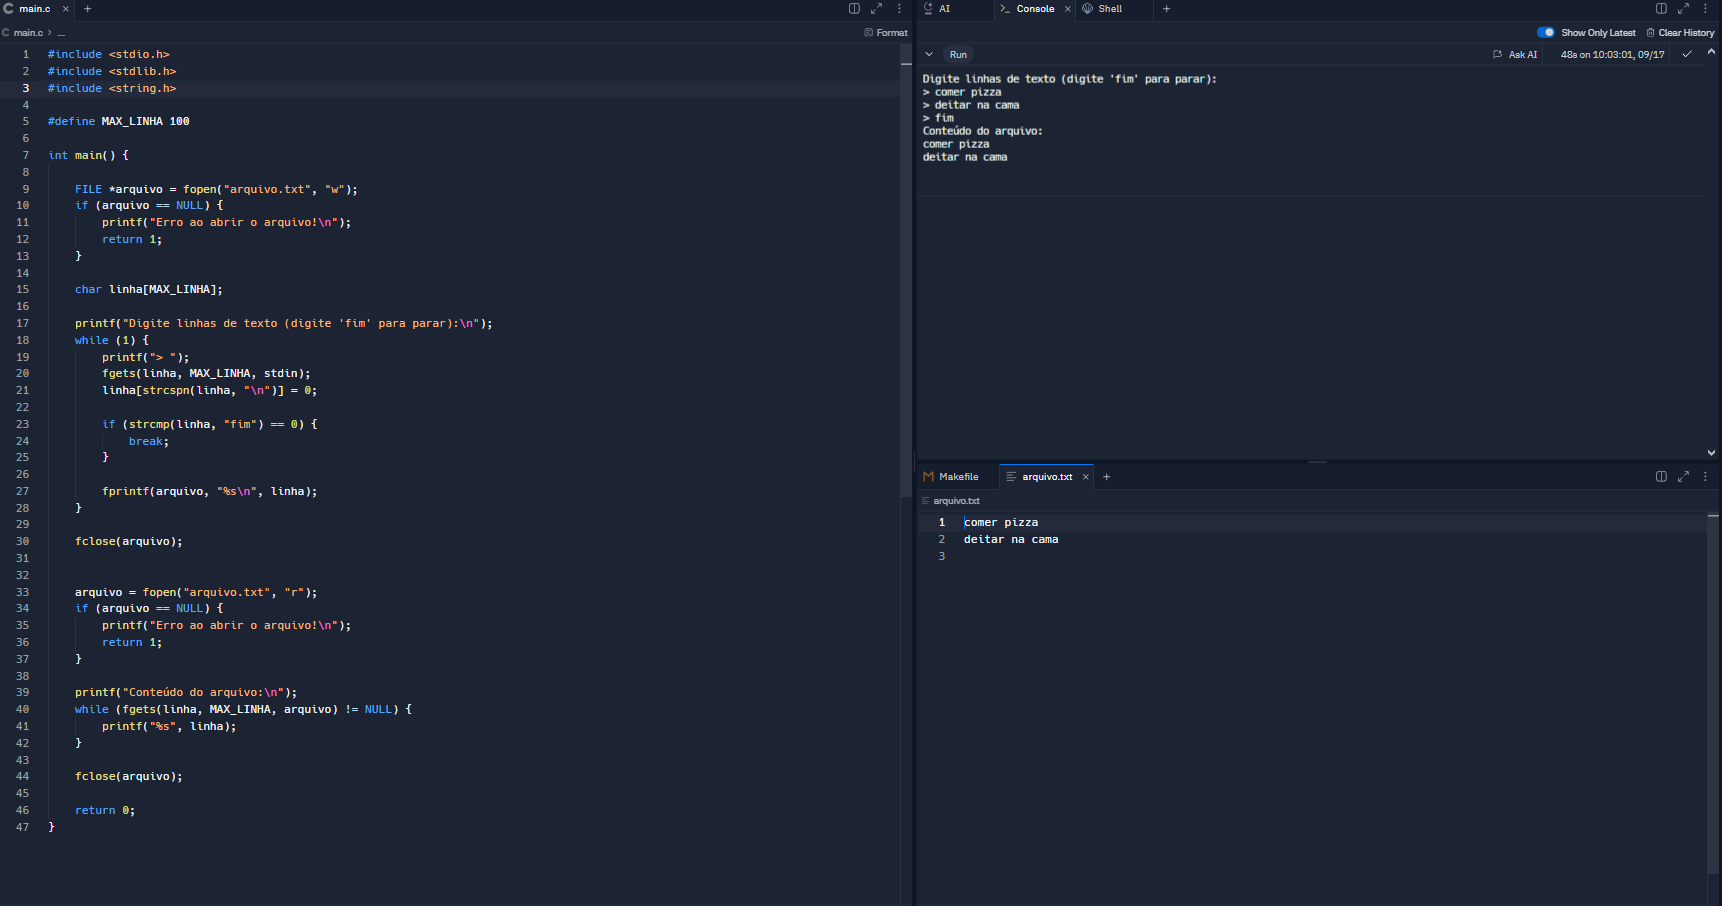 main.c × +
main.c > ...
Format
1 #include <stdio.h>
2 #include <stdlib.h>
3 #include <string.h>
4
5 #define MAX_LINHA 100
6
7 int main() {
8
9 FILE *arquivo = fopen("arquivo.txt", "w");
10 if (arquivo == NULL) {
11 printf("Erro ao abrir o arquivo!\n");
12 return 1;
13 }
14
15 char linha[MAX_LINHA];
16
17 printf("Digite linhas de texto (digite 'fim' para parar):\n");
18 while (1) {
19 printf("> ");
20 fgets(linha, MAX_LINHA, stdin);
21 linha[strcspn(linha, "\n")] = 0;
22
23 if (strcmp(linha, "fim") == 0) {
24 break;
25 }
26
27 fprintf(arquivo, "%s\n", linha);
28 }
29
30 fclose(arquivo);
31
32
33 arquivo = fopen("arquivo.txt", "r");
34 if (arquivo == NULL) {
35 printf("Erro ao abrir o arquivo!\n");
36 return 1;
37 }
38
39 printf("Conteúdo do arquivo:\n");
40 while (fgets(linha, MAX_LINHA, arquivo) != NULL) {
41 printf("%s", linha);
42 }
43
44 fclose(arquivo);
45
46 return 0;
47 }
AI >_ Console × Shell +
Show Only Latest Clear History
Run Ask AI 48s on 10:03:01, 09/17
Digite linhas de texto (digite 'fim' para parar):
> comer pizza
> deitar na cama
> fim
Conteúdo do arquivo:
comer pizza
deitar na cama
Makefile arquivo.txt × +
arquivo.txt
1 comer pizza
2 deitar na cama
3